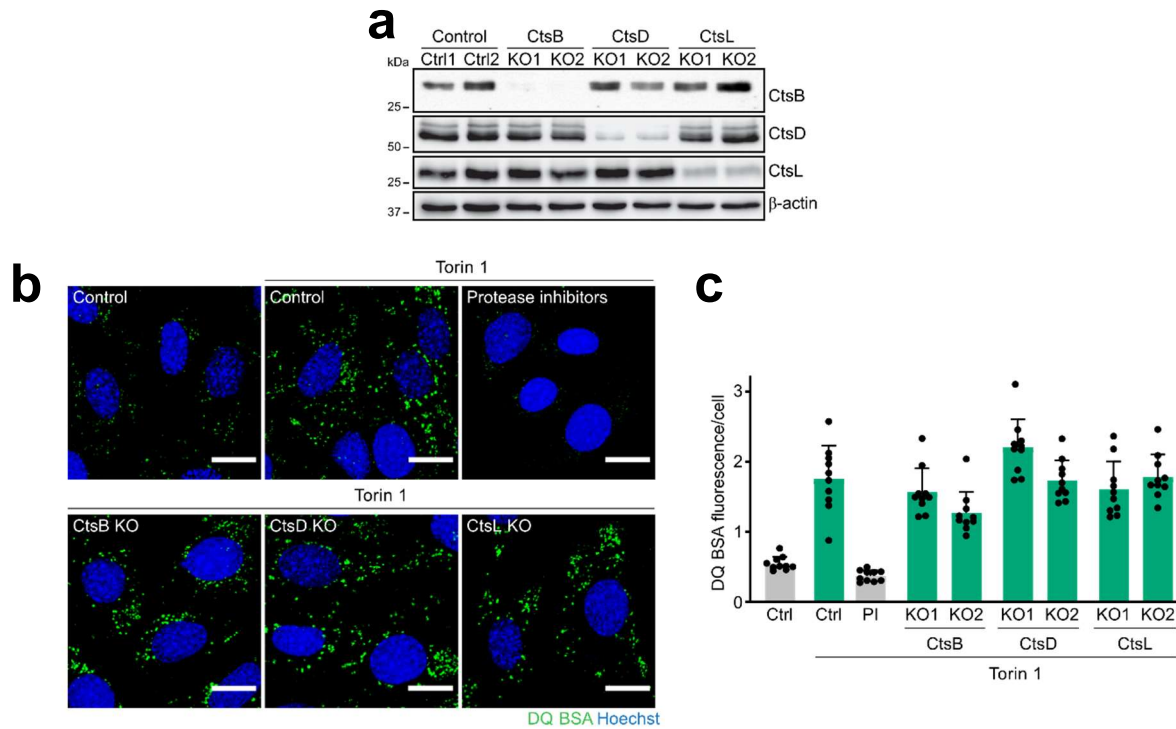 a
Control CtsB CtsD CtsL
kDa Ctrl1 Ctrl2 KO1 KO2 KO1 KO2 KO1 KO2
25 CtsB
50 CtsD
25 CtsL
37 β-actin
b
Torin 1
Control Control Protease inhibitors
Torin 1
CtsB KO CtsD KO CtsL KO
DQ BSA Hoechst
c
DQ BSA fluorescence/cell
3
2
1
0
Ctrl Ctrl PI KO1 KO2 KO1 KO2 KO1 KO2
CtsB CtsD CtsL
Torin 1